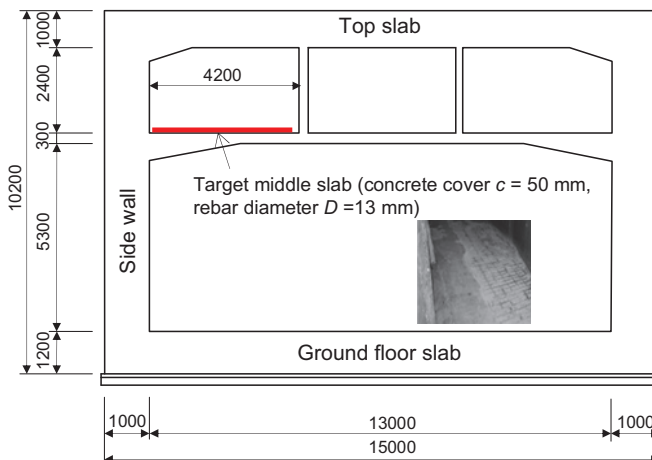 Top slab
1000
2400
300
5300
1200
10200
4200
Target middle slab (concrete cover c = 50 mm,
rebar diameter D =13 mm)
Side wall
Ground floor slab
1000
13000
1000
15000